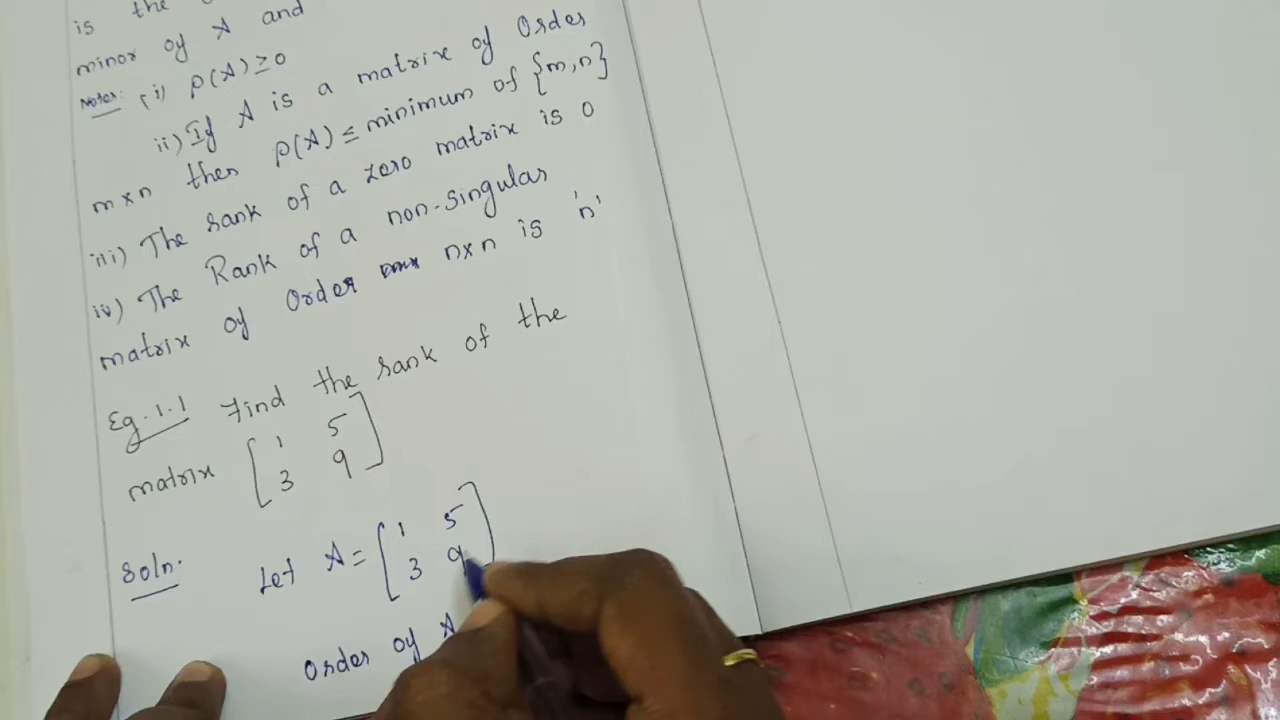 is the
minor of A and
Notes: (i) ρ(A) ≥ 0
ii) If A is a matrix of Order
m×n then ρ(A) ≤ minimum of {m,n}
iii) The rank of a zero matrix is 0
iv) The Rank of a non-singular
matrix of Order n×n is 'n'
Eg.1.1 Find the rank of the
matrix [1 5
3 9]
Soln. Let A = [1 5
3 9]
Order of A